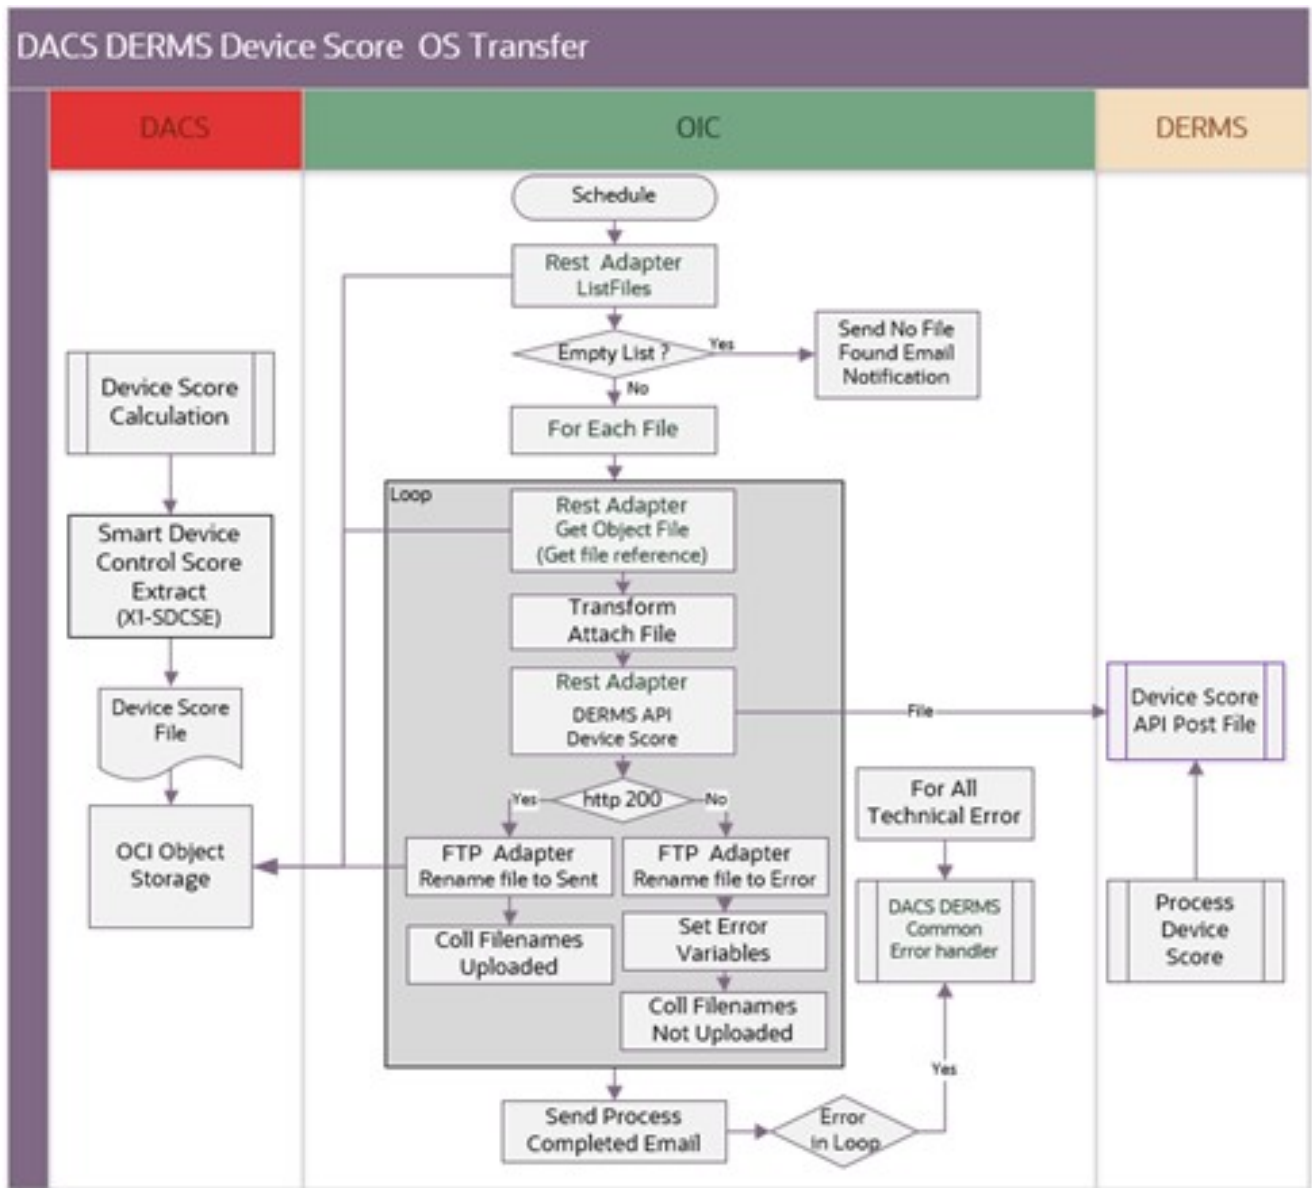 DACS DERMS Device Score OS Transfer
DACS
OIC
DERMS
Schedule
Rest Adapter
ListFiles
Empty List ?
Yes
Send No File
Found Email
Notification
No
For Each File
Device Score
Calculation
Smart Device
Control Score
Extract
(X1-SDCSE)
Device Score
File
OCI Object
Storage
Loop
Rest Adapter
Get Object File
(Get file reference)
Transform
Attach File
Rest Adapter
DERMS API
Device Score
File
Device Score
API Post File
http 200
Yes
No
FTP Adapter
Rename file to Sent
FTP Adapter
Rename file to Error
Coll Filenames
Uploaded
Set Error
Variables
Coll Filenames
Not Uploaded
For All
Technical Error
DACS DERMS
Common
Error handler
Process
Device
Score
Yes
Send Process
Completed Email
Error
in Loop